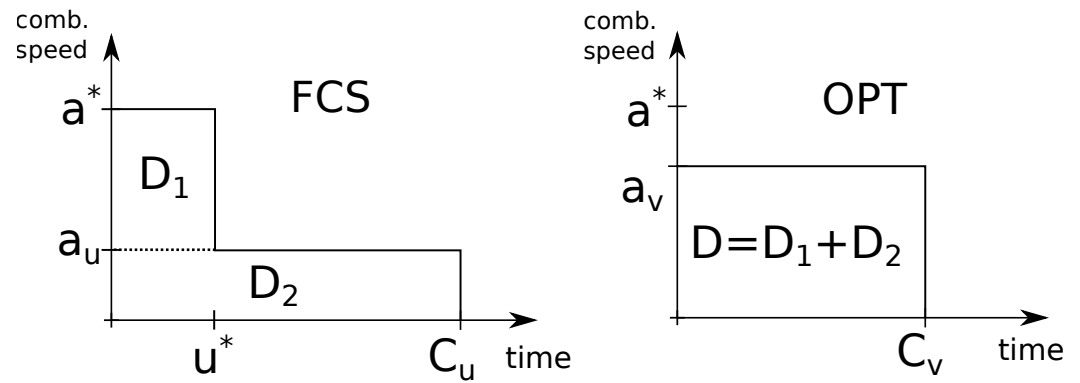 comb.
speed
FCS
a*
D₁
aᵤ
D₂
u*
Cᵤ
time
comb.
speed
OPT
a*
aᵥ
D=D₁+D₂
Cᵥ
time